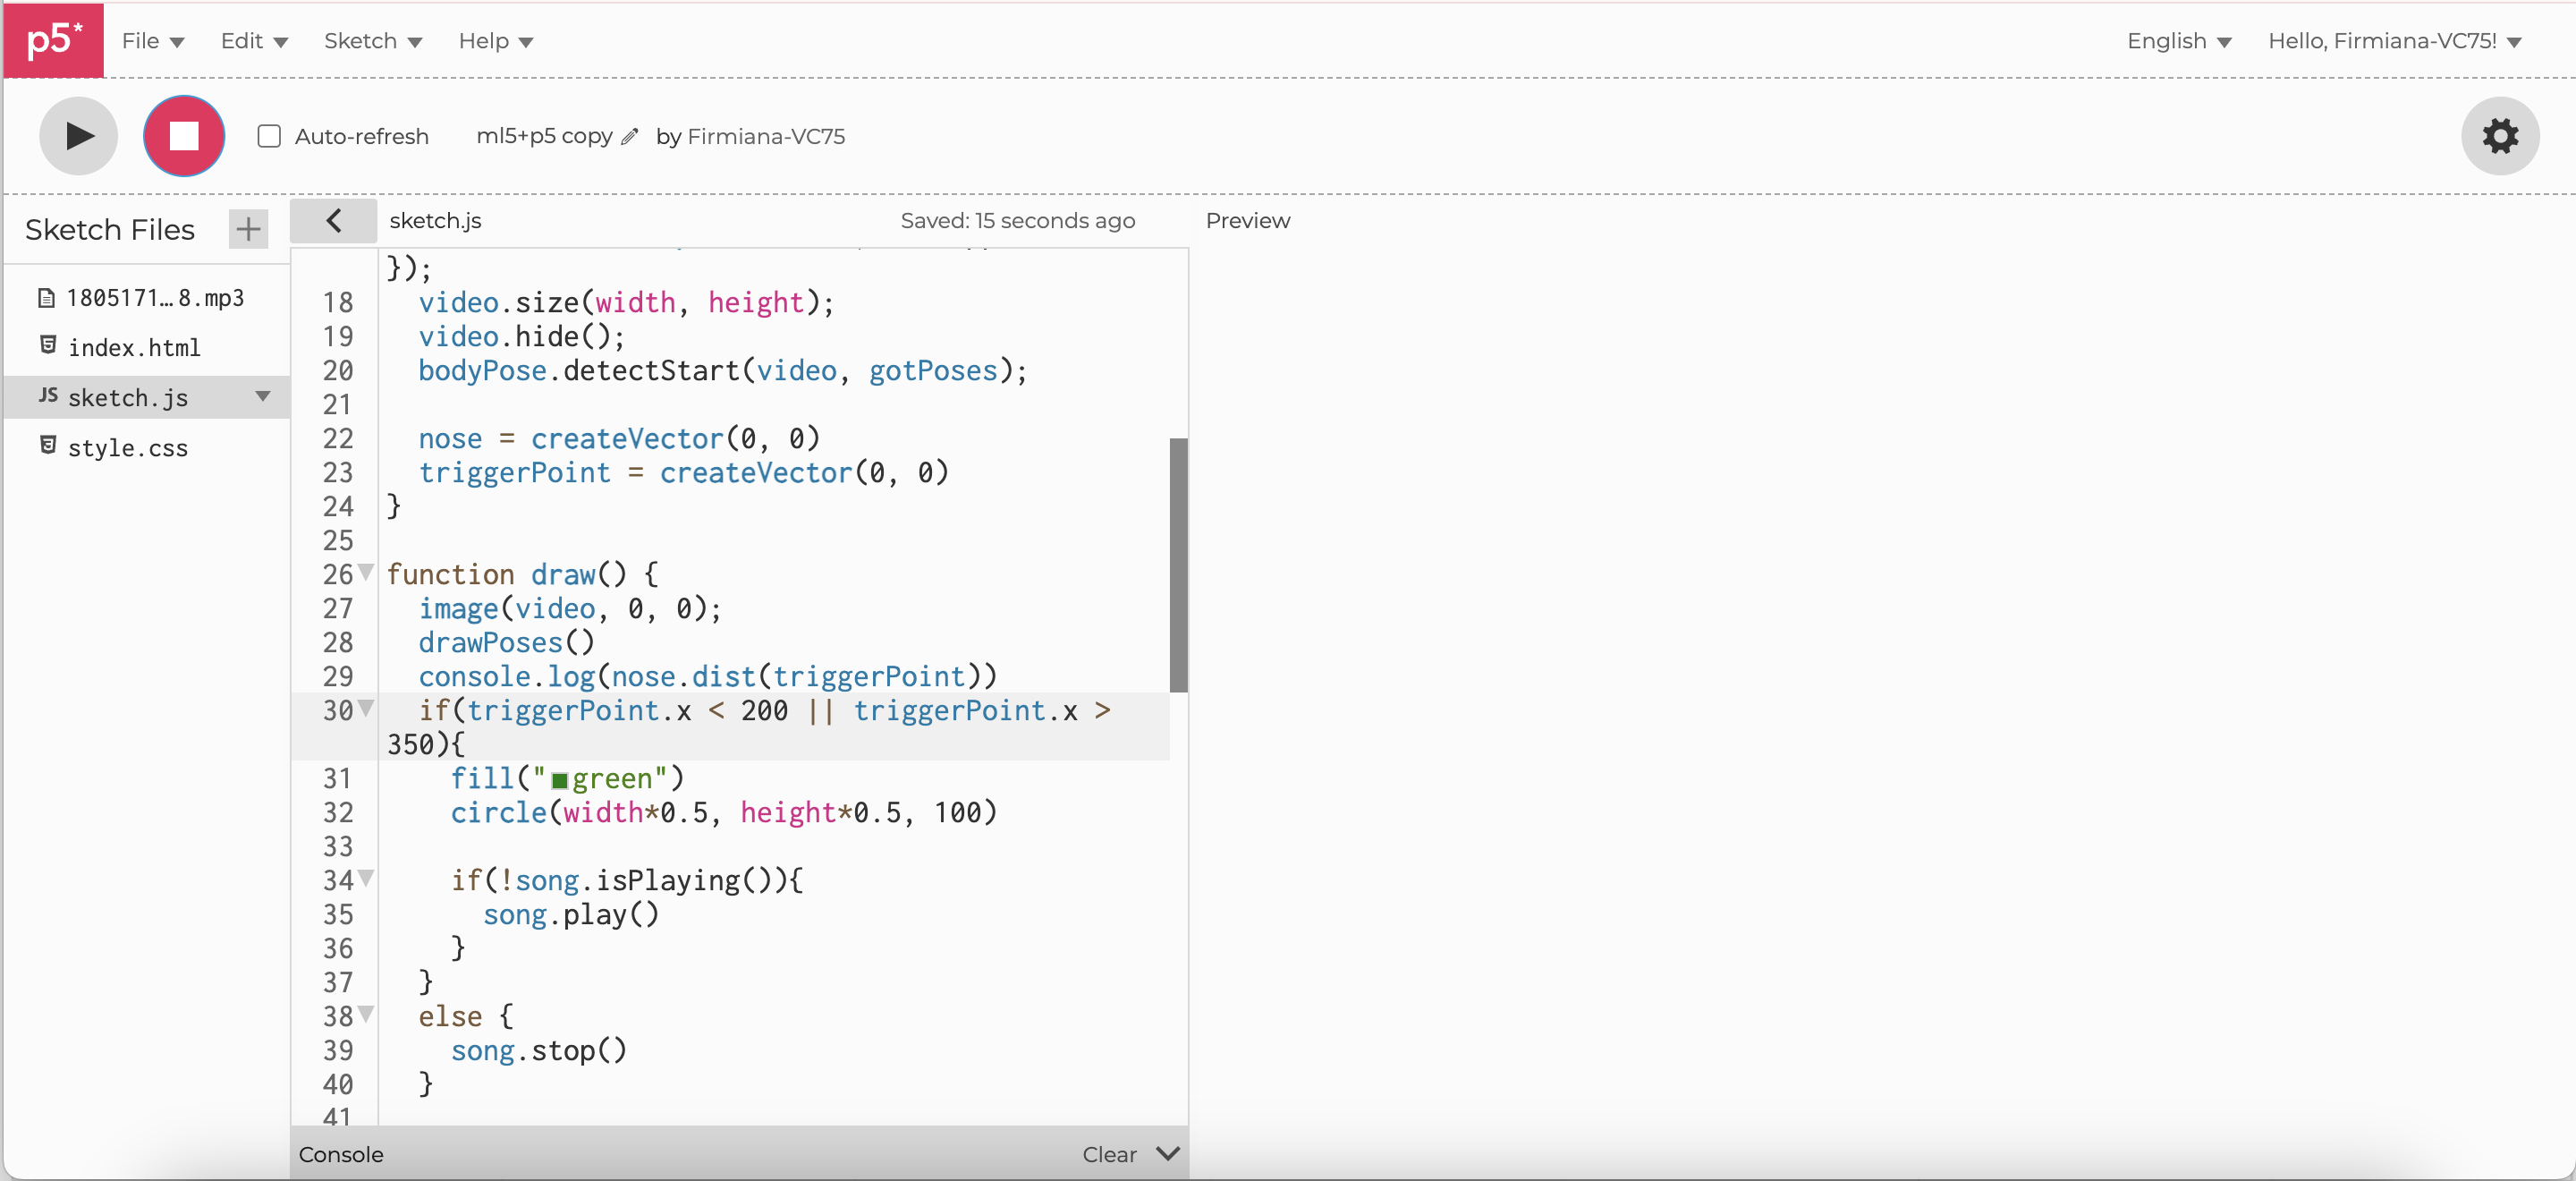 p5*
File
Edit
Sketch
Help
English
Hello, Firmiana-VC75!
Auto-refresh
ml5+p5 copy
by Firmiana-VC75
Sketch Files
+
sketch.js
Saved: 15 seconds ago
Preview
1805171…8.mp3
index.html
JS sketch.js
style.css
});
18 video.size(width, height);
19 video.hide();
20 bodyPose.detectStart(video, gotPoses);
21
22 nose = createVector(0, 0)
23 triggerPoint = createVector(0, 0)
24 }
25
26 function draw() {
27 image(video, 0, 0);
28 drawPoses()
29 console.log(nose.dist(triggerPoint))
30 if(triggerPoint.x < 200 || triggerPoint.x >
350){
31 fill("green")
32 circle(width*0.5, height*0.5, 100)
33
34 if(!song.isPlaying()){
35 song.play()
36 }
37 }
38 else {
39 song.stop()
40 }
41
Console
Clear